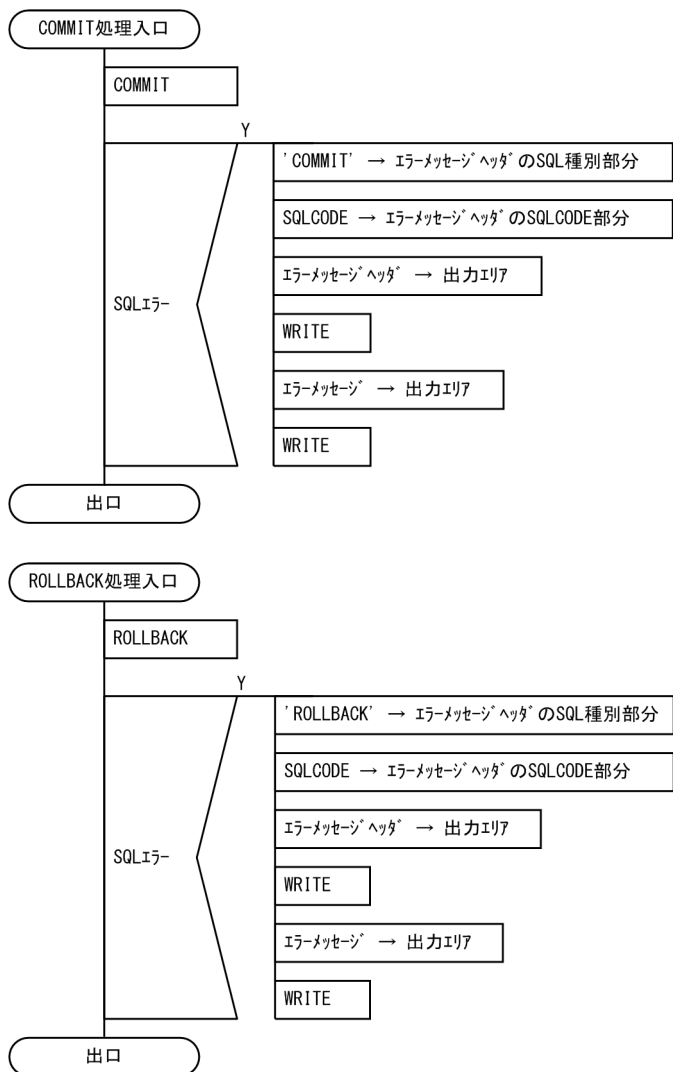 COMMIT処理入口
COMMIT
Y
'COMMIT' → ｴﾗｰﾒｯｾｰｼﾞﾍｯﾀﾞのSQL種別部分
SQLCODE → ｴﾗｰﾒｯｾｰｼﾞﾍｯﾀﾞのSQLCODE部分
ｴﾗｰﾒｯｾｰｼﾞﾍｯﾀﾞ → 出力ｴﾘｱ
SQLｴﾗｰ
WRITE
ｴﾗｰﾒｯｾｰｼﾞ → 出力ｴﾘｱ
WRITE
出口
ROLLBACK処理入口
ROLLBACK
Y
'ROLLBACK' → ｴﾗｰﾒｯｾｰｼﾞﾍｯﾀﾞのSQL種別部分
SQLCODE → ｴﾗｰﾒｯｾｰｼﾞﾍｯﾀﾞのSQLCODE部分
ｴﾗｰﾒｯｾｰｼﾞﾍｯﾀﾞ → 出力ｴﾘｱ
SQLｴﾗｰ
WRITE
ｴﾗｰﾒｯｾｰｼﾞ → 出力ｴﾘｱ
WRITE
出口